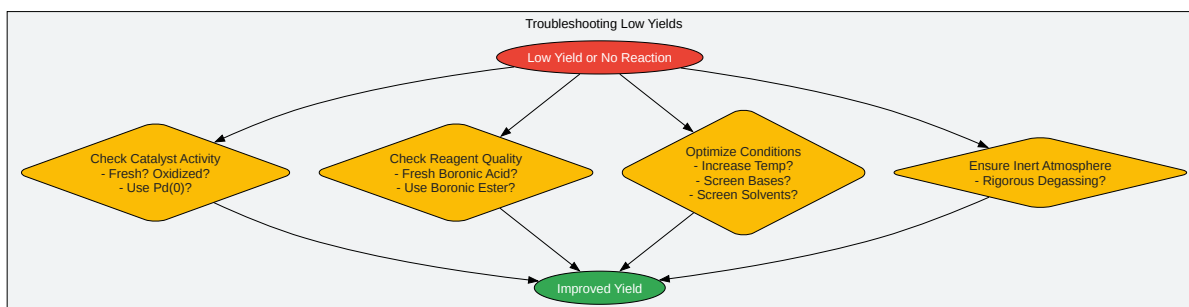 Troubleshooting Low Yields
Low Yield or No Reaction
Check Catalyst Activity
- Fresh? Oxidized?
- Use Pd(0)?
Check Reagent Quality
- Fresh Boronic Acid?
- Use Boronic Ester?
Optimize Conditions
- Increase Temp?
- Screen Bases?
- Screen Solvents?
Ensure Inert Atmosphere
- Rigorous Degassing?
Improved Yield